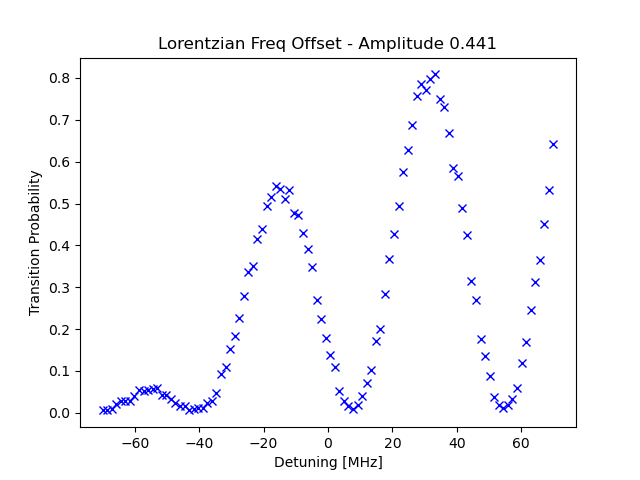 Lorentzian Freq Offset - Amplitude 0.441
Transition Probability
0.8
0.7
0.6
0.5
0.4
0.3
0.2
0.1
0.0
−60 −40 −20 0 20 40 60
Detuning [MHz]